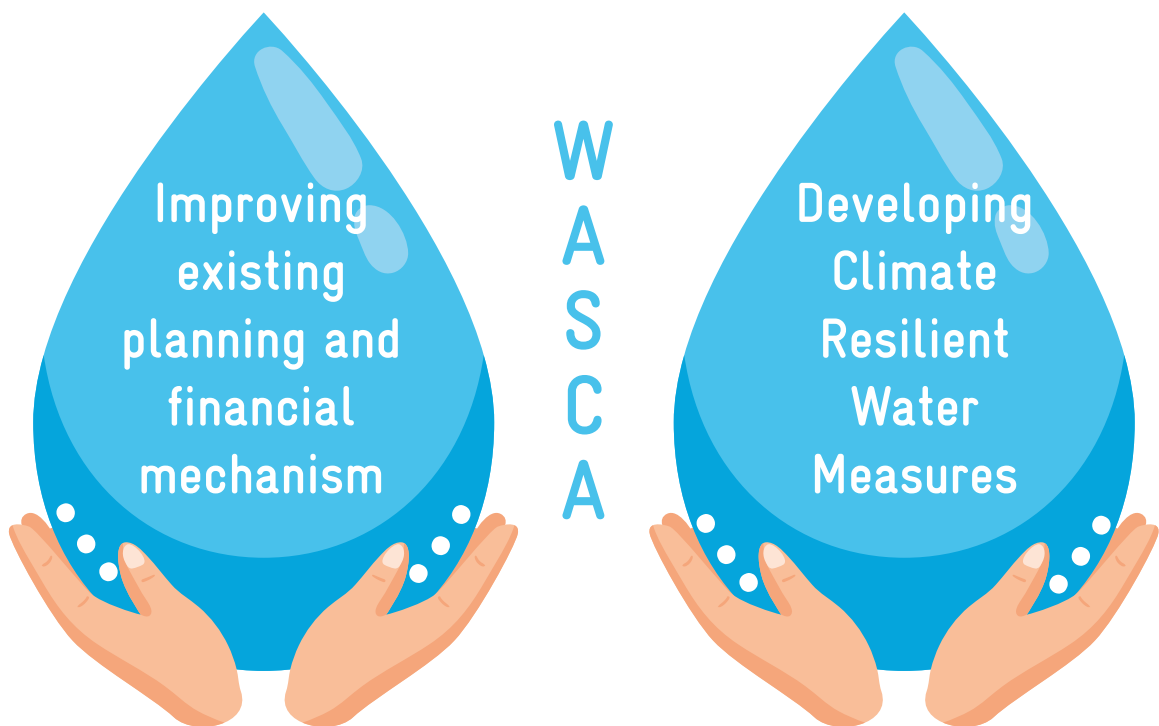 Improving
existing
planning and
financial
mechanism
W
A
S
C
A
Developing
Climate
Resilient
Water
Measures